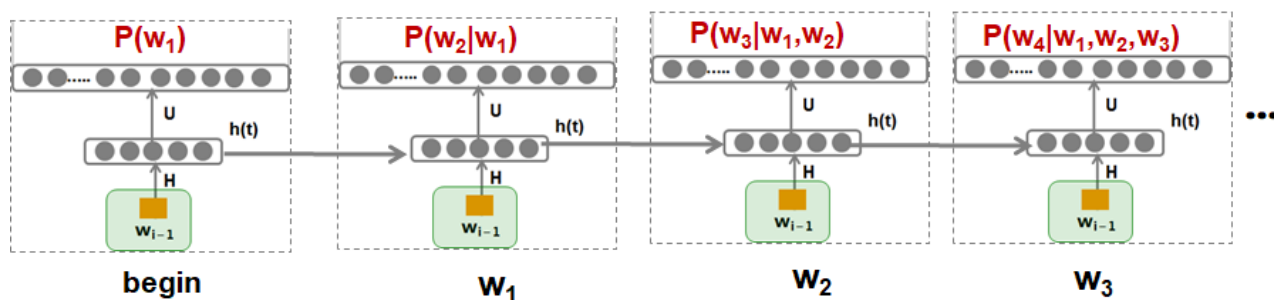 P(w₁) P(w₂|w₁) P(w₃|w₁,w₂) P(w₄|w₁,w₂,w₃)
..... ..... ..... .....
U U U U
h(t) h(t) h(t) h(t)
...
H H H H
wᵢ₋₁ wᵢ₋₁ wᵢ₋₁ wᵢ₋₁
begin w₁ w₂ w₃